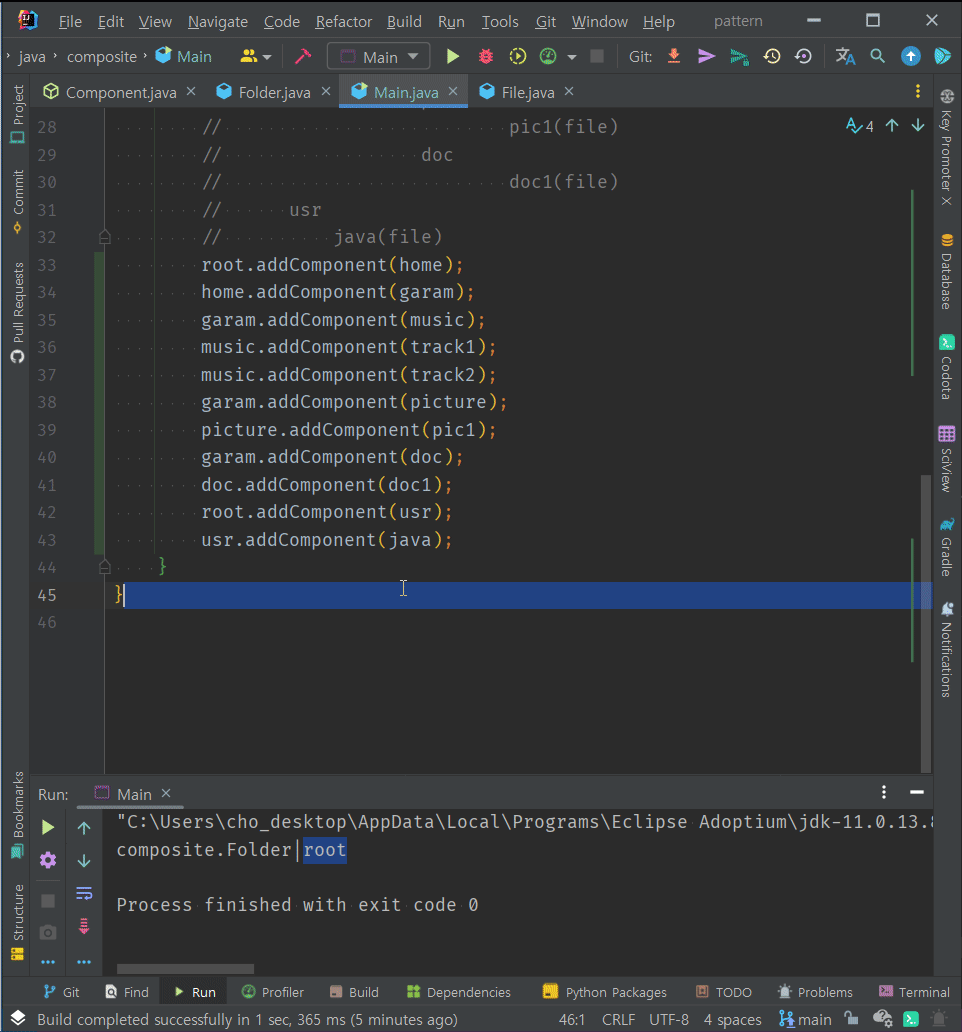 File Edit View Navigate Code Refactor Build Run Tools Git Window Help pattern
java composite Main Main Git:
Component.java Folder.java Main.java File.java
Project
Commit
Pull Requests
Bookmarks
Structure
28 // pic1(file)
4
29 // doc
30 // doc1(file)
31 // usr
32 // java(file)
33 root.addComponent(home);
34 home.addComponent(garam);
35 garam.addComponent(music);
36 music.addComponent(track1);
37 music.addComponent(track2);
38 garam.addComponent(picture);
39 picture.addComponent(pic1);
40 garam.addComponent(doc);
41 doc.addComponent(doc1);
42 root.addComponent(usr);
43 usr.addComponent(java);
44 }
45 }
46
Key Promoter X
Database
Codota
SciView
Gradle
Notifications
Run: Main
"C:\Users\cho_desktop\AppData\Local\Programs\Eclipse Adoptium\jdk-11.0.13.8
composite.Folder|root
Process finished with exit code 0
Git Find Run Profiler Build Dependencies Python Packages TODO Problems Terminal
Build completed successfully in 1 sec, 365 ms (5 minutes ago) 46:1 CRLF UTF-8 4 spaces main